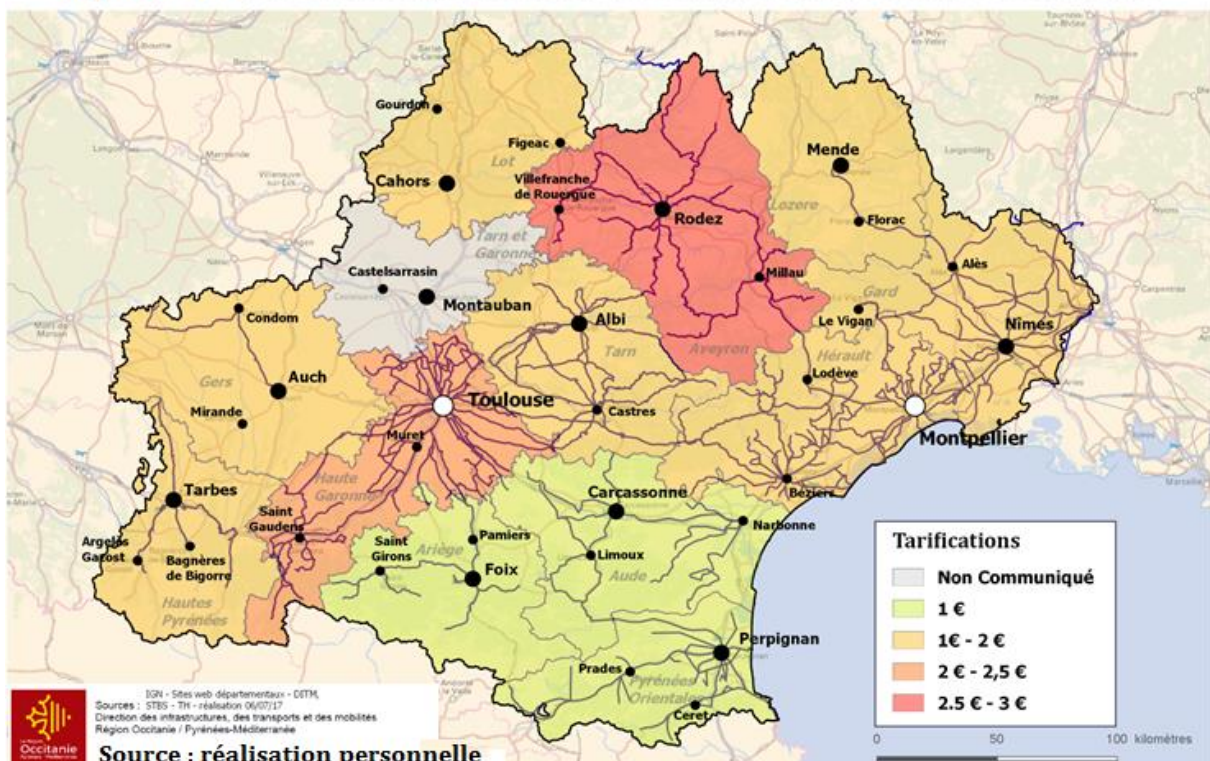 Gourdon
Figeac
Lot
Cahors
Villefranche
de Rouergue
Rodez
Mende
Lozere
Florac
Tarn et
Garonne
Castelsarrasin
Montauban
Millau
Aveyron
Alès
Gard
Le Vigan
Nîmes
Condom
Albi
Tarn
Hérault
Lodève
Gers
Auch
Mirande
Toulouse
Castres
Montpellier
Muret
Béziers
Haute
Garonne
Tarbes
Saint
Gaudens
Argelès
Gazost
Bagnères
de Bigorre
Hautes
Pyrénées
Carcassonne
Narbonne
Saint
Girons
Ariège
Pamiers
Limoux
Foix
Aude
Perpignan
Prades
Pyrénées
Orientales
Ceret
Tarifications
Non Communiqué
1 €
1€ - 2 €
2 € - 2,5 €
2.5 € - 3 €
0 50 100 kilomètres
IGN - Sites web départementaux - DITM,
Sources : STBS - TH - réalisation 06/07/17
Direction des infrastructures, des transports et des mobilités
Région Occitanie / Pyrénées-Méditerranée
Occitanie
Source : réalisation personnelle